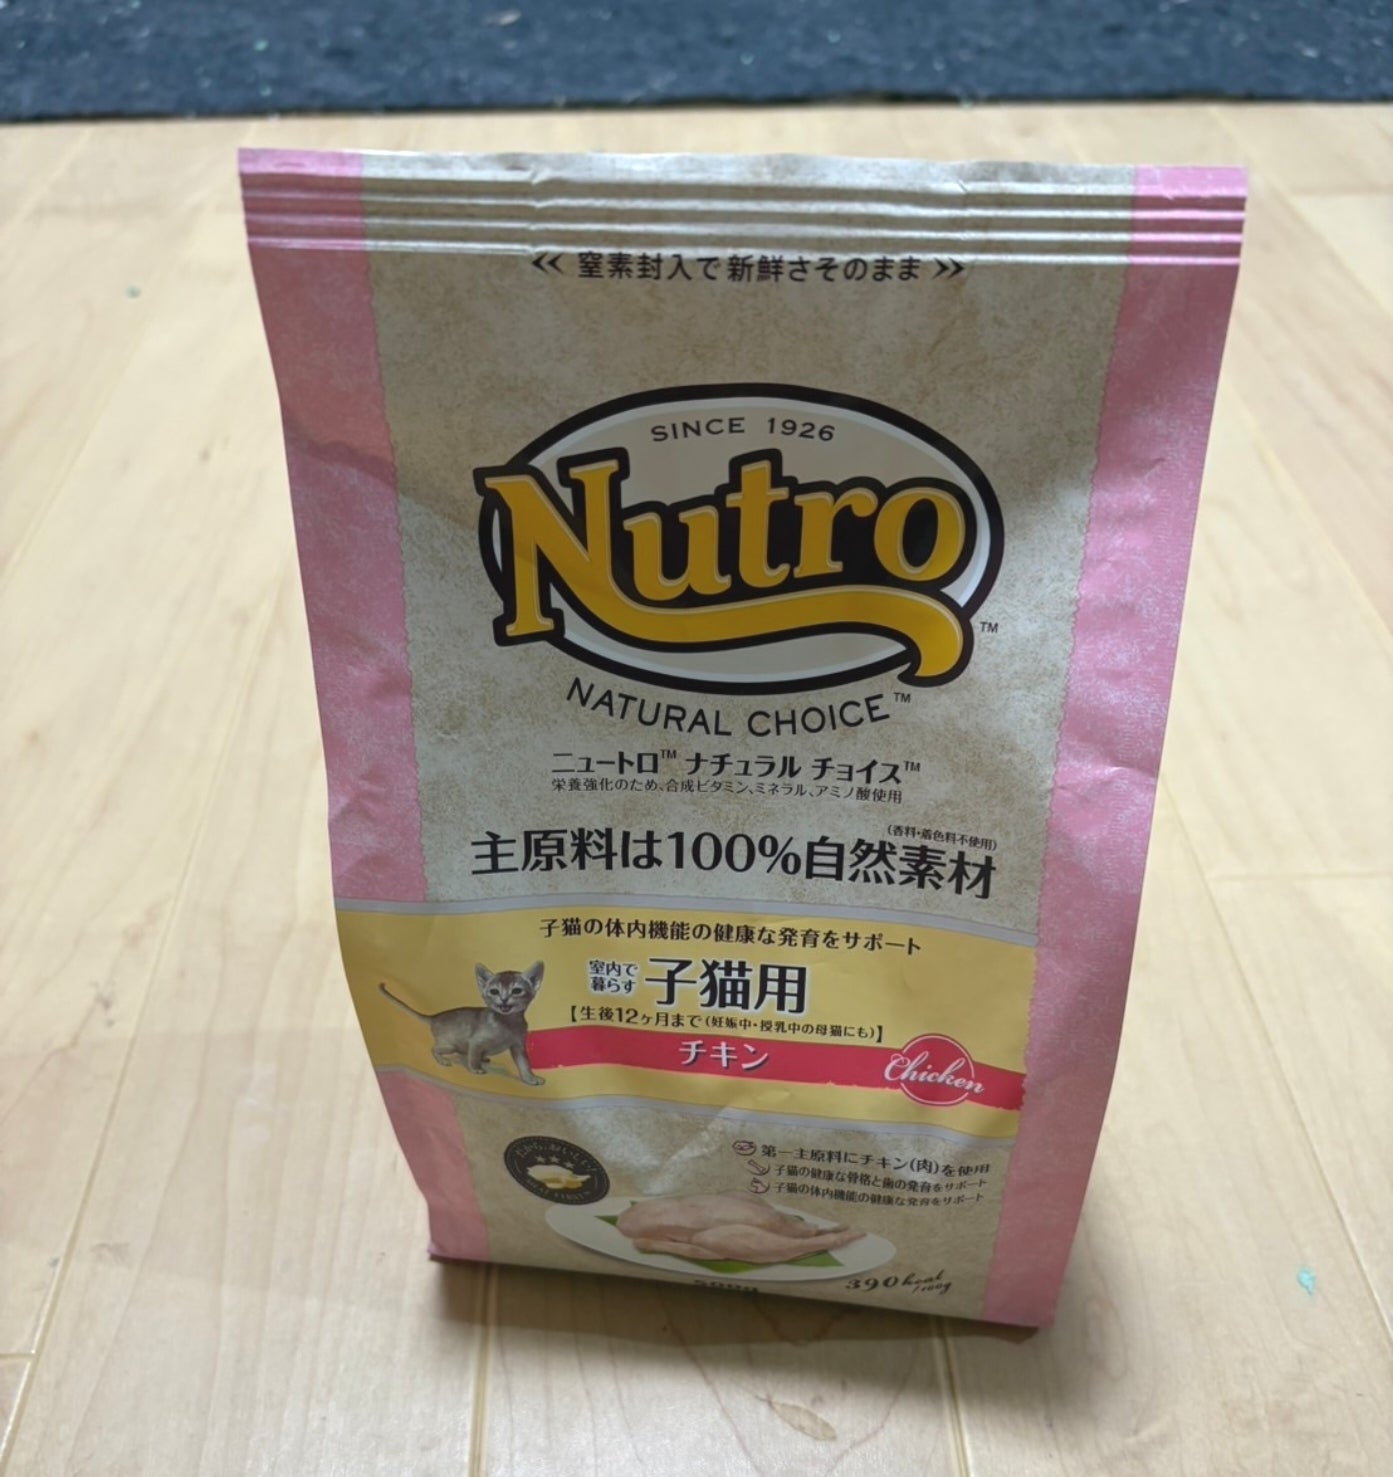 ≪ 窒素封入で新鮮さそのまま ≫
SINCE 1926
Nutro™
NATURAL CHOICE™
ニュートロ™ ナチュラル チョイス™
栄養強化のため、合成ビタミン、ミネラル、アミノ酸使用
(香料・着色料不使用)
主原料は100%自然素材
子猫の体内機能の健康な発育をサポート
室内で
暮らす 子猫用
【生後12ヶ月まで(妊娠中・授乳中の母猫にも)】
チキン
Chicken
第一主原料にチキン(肉)を使用
子猫の健康な骨格と歯の発育をサポート
子猫の体内機能の健康な発育をサポート
390 kcal
/100g